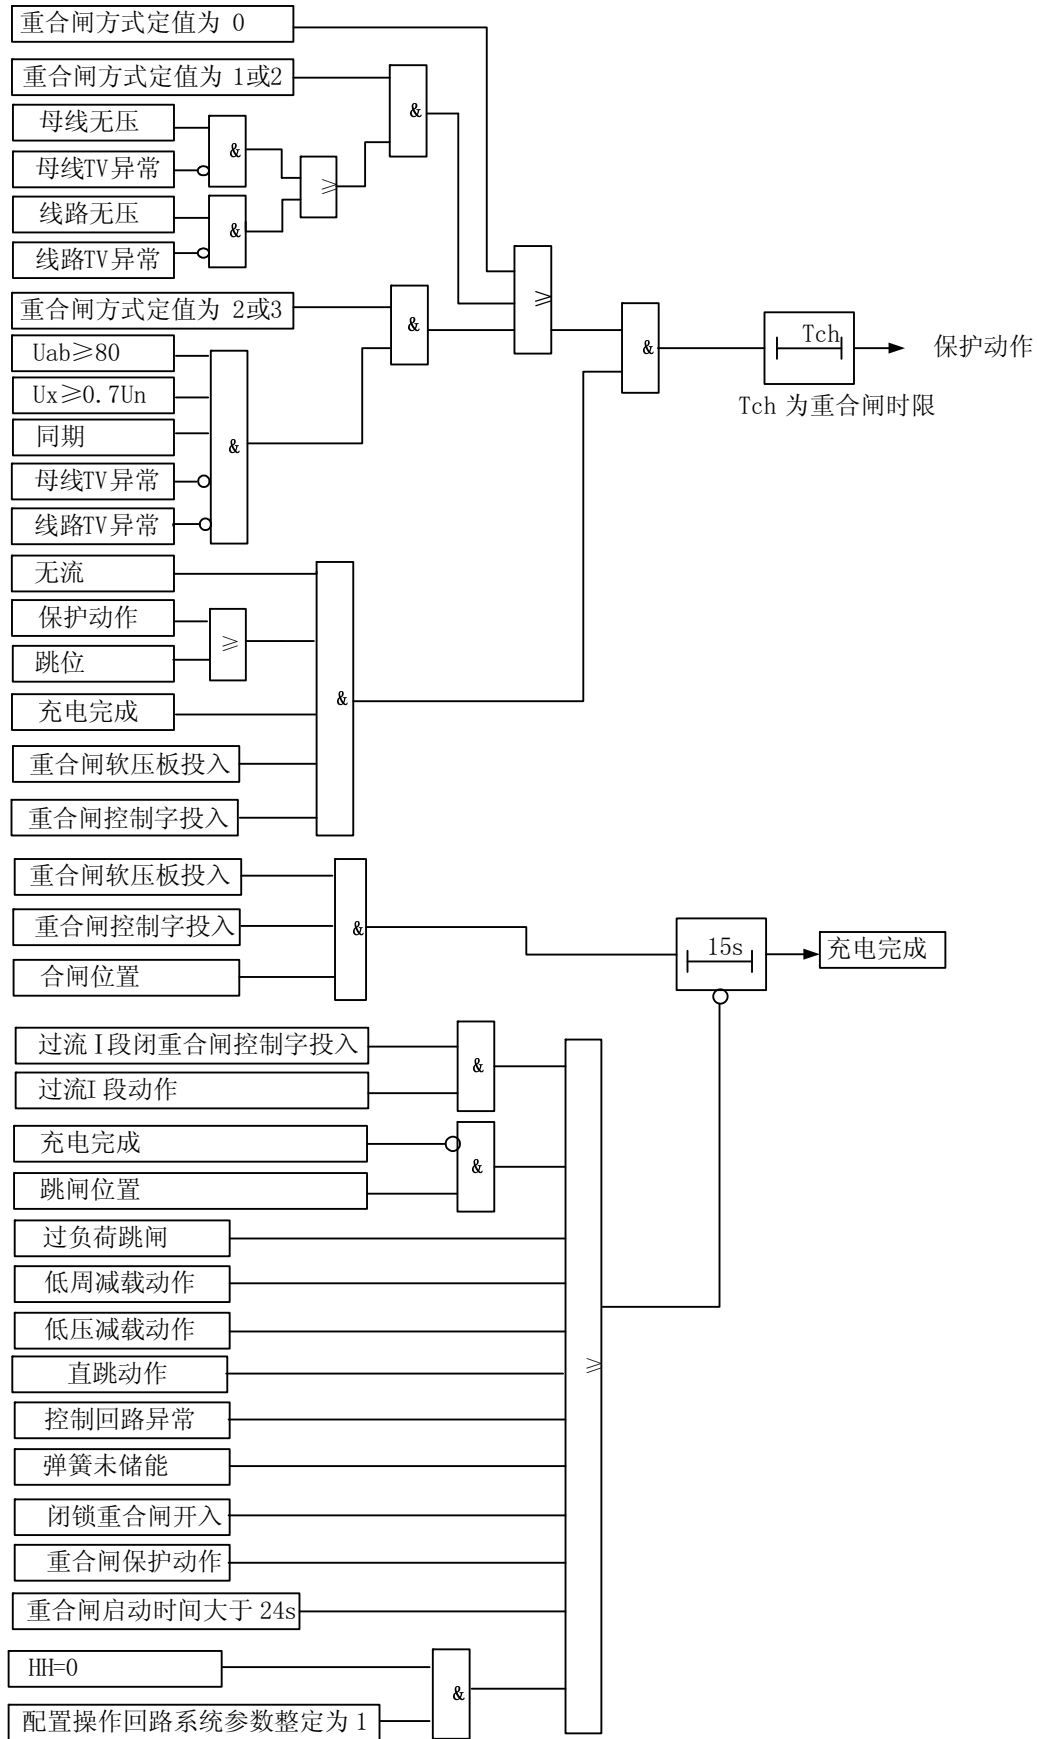 重合闸方式定值为 0
重合闸方式定值为 1或2
&
母线无压
&
母线TV异常
≥
线路无压
&
线路TV异常
重合闸方式定值为 2或3
&
≥
Uab≥80
&
Tch
保护动作
Ux≥0.7Un
Tch 为重合闸时限
同期
&
母线TV异常
线路TV异常
无流
保护动作
≥
跳位
充电完成
&
重合闸软压板投入
重合闸控制字投入
重合闸软压板投入
重合闸控制字投入
&
15s
充电完成
合闸位置
过流I段闭重合闸控制字投入
&
过流I 段动作
充电完成
&
跳闸位置
过负荷跳闸
低周减载动作
低压减载动作
≥
直跳动作
控制回路异常
弹簧未储能
闭锁重合闸开入
重合闸保护动作
重合闸启动时间大于 24s
HH=0
&
配置操作回路系统参数整定为 1